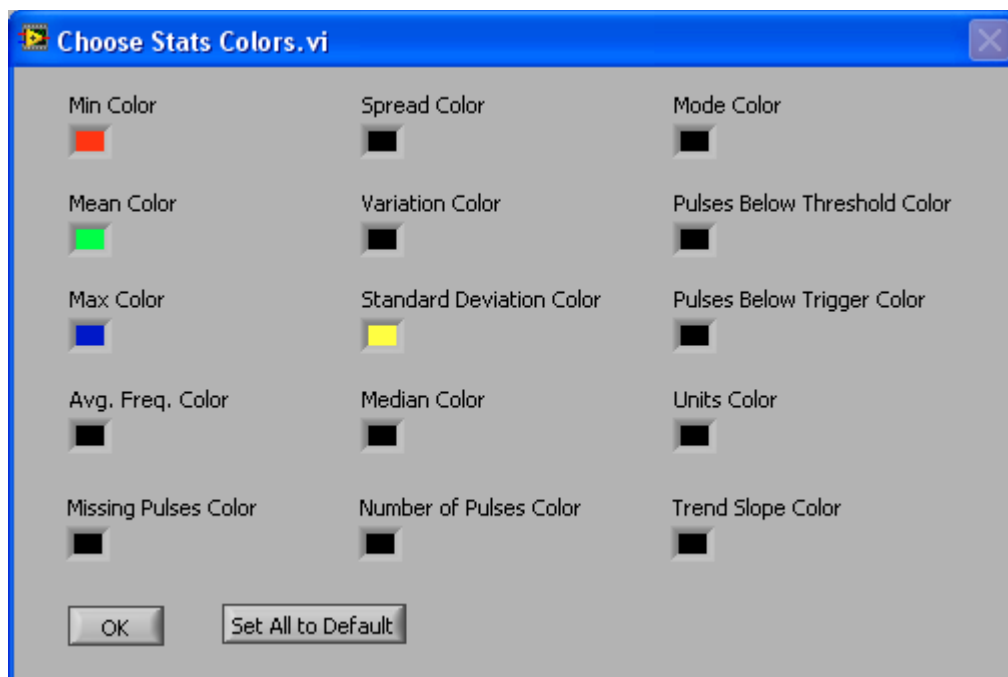 Choose Stats Colors.vi
Min Color
Spread Color
Mode Color
Mean Color
Variation Color
Pulses Below Threshold Color
Max Color
Standard Deviation Color
Pulses Below Trigger Color
Avg. Freq. Color
Median Color
Units Color
Missing Pulses Color
Number of Pulses Color
Trend Slope Color
OK
Set All to Default